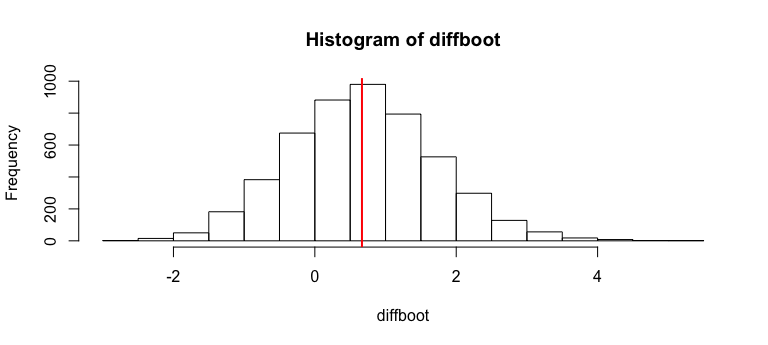 Histogram of diffboot
Frequency
1000
600
200
0
-2 0 2 4
diffboot